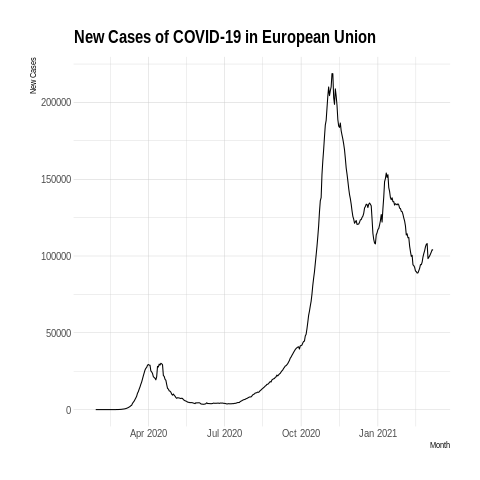 New Cases of COVID-19 in European Union
New Cases
200000
150000
100000
50000
0
Apr 2020 Jul 2020 Oct 2020 Jan 2021
Month